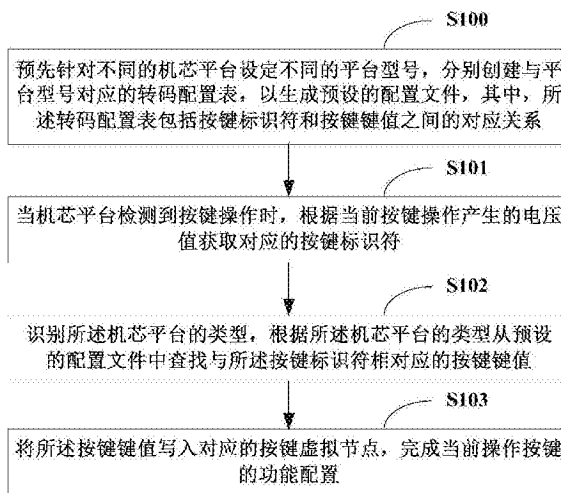 S100
预先针对不同的机芯平台设定不同的平台型号，分别创建与平
台型号对应的转码配置表，以生成预设的配置文件，其中，所
述转码配置表包括按键标识符和按键键值之间的对应关系
S101
当机芯平台检测到按键操作时，根据当前按键操作产生的电压
值获取对应的按键标识符
S102
识别所述机芯平台的类型，根据所述机芯平台的类型从预设
的配置文件中查找与所述按键标识符相对应的按键键值
S103
将所述按键键值写入对应的按键虚拟节点，完成当前操作按键
的功能配置